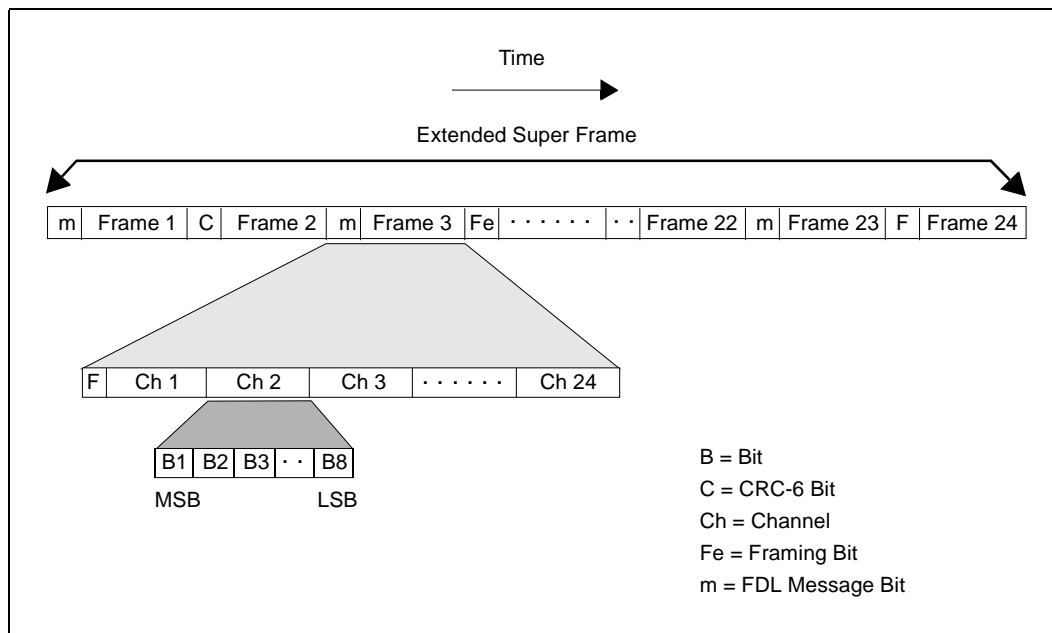 Time
Extended Super Frame
m Frame 1 C Frame 2 m Frame 3 Fe · · · · · · · · Frame 22 m Frame 23 F Frame 24
F Ch 1 Ch 2 Ch 3 · · · · · · Ch 24
B1 B2 B3 · · B8
MSB LSB
B = Bit
C = CRC-6 Bit
Ch = Channel
Fe = Framing Bit
m = FDL Message Bit